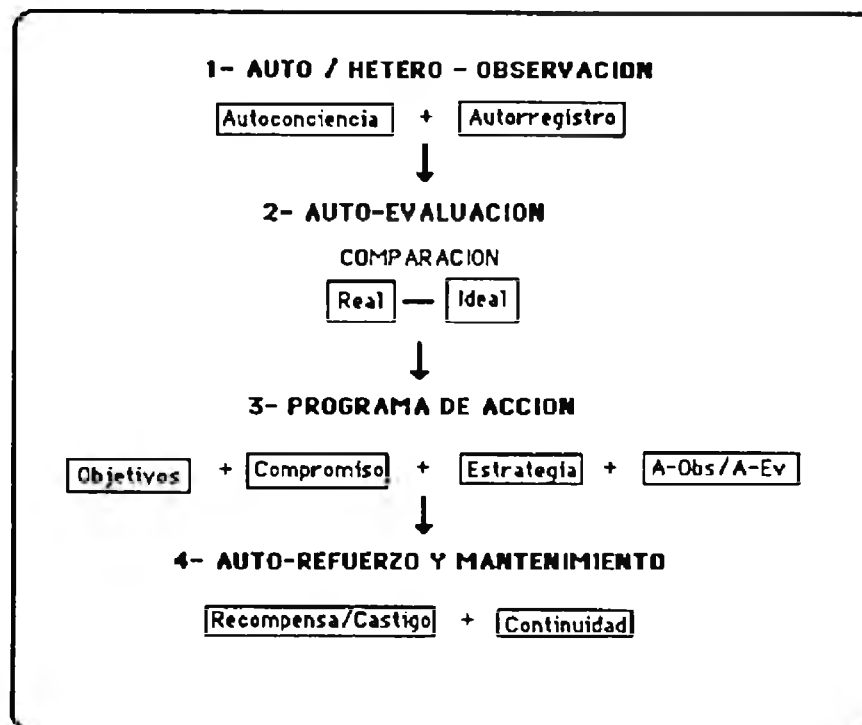 1- AUTO / HETERO - OBSERVACION
Autoconciencia + Autorregistro
2- AUTO-EVALUACION
COMPARACION
Real — Ideal
3- PROGRAMA DE ACCION
Objetivos + Compromiso + Estrategia + A-Obs/A-Ev
4- AUTO-REFUERZO Y MANTENIMIENTO
Recompensa/Castigo + Continuidad